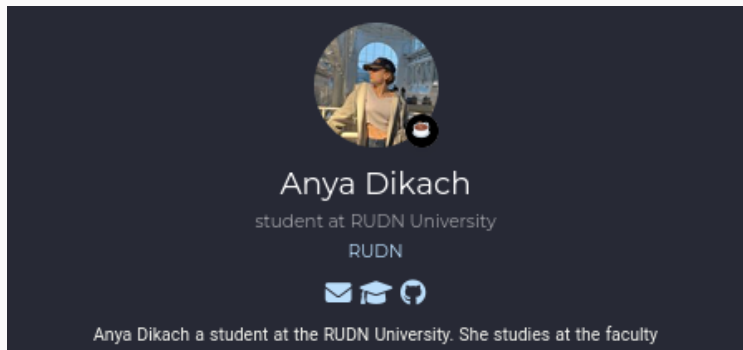 Anya Dikach
student at RUDN University
RUDN
Anya Dikach a student at the RUDN University. She studies at the faculty